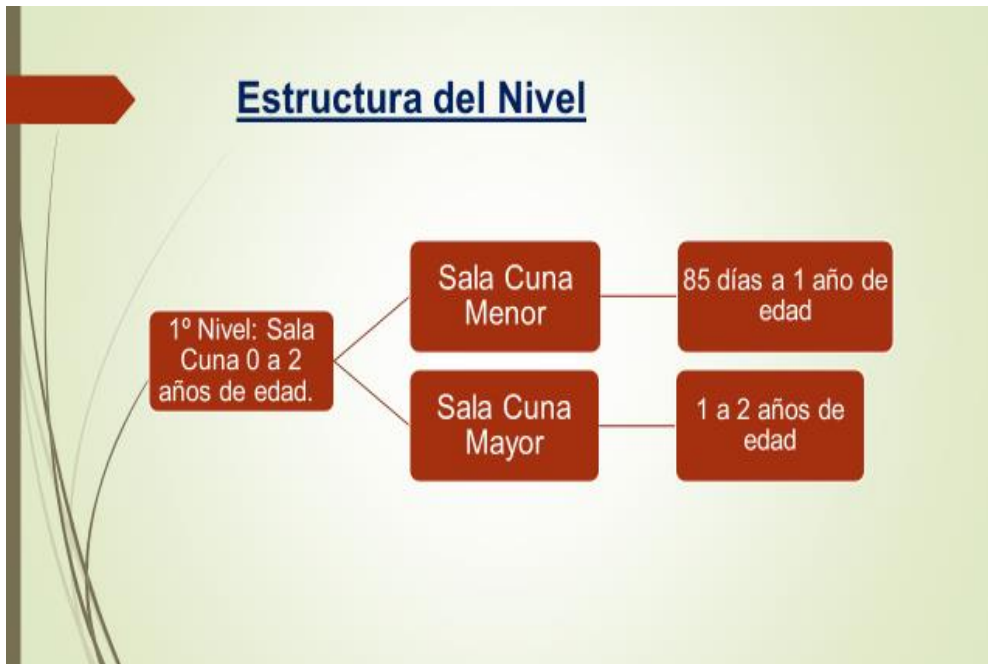 Estructura del Nivel
1º Nivel: Sala
Cuna 0 a 2
años de edad.
Sala Cuna
Menor
85 días a 1 año de
edad
Sala Cuna
Mayor
1 a 2 años de
edad